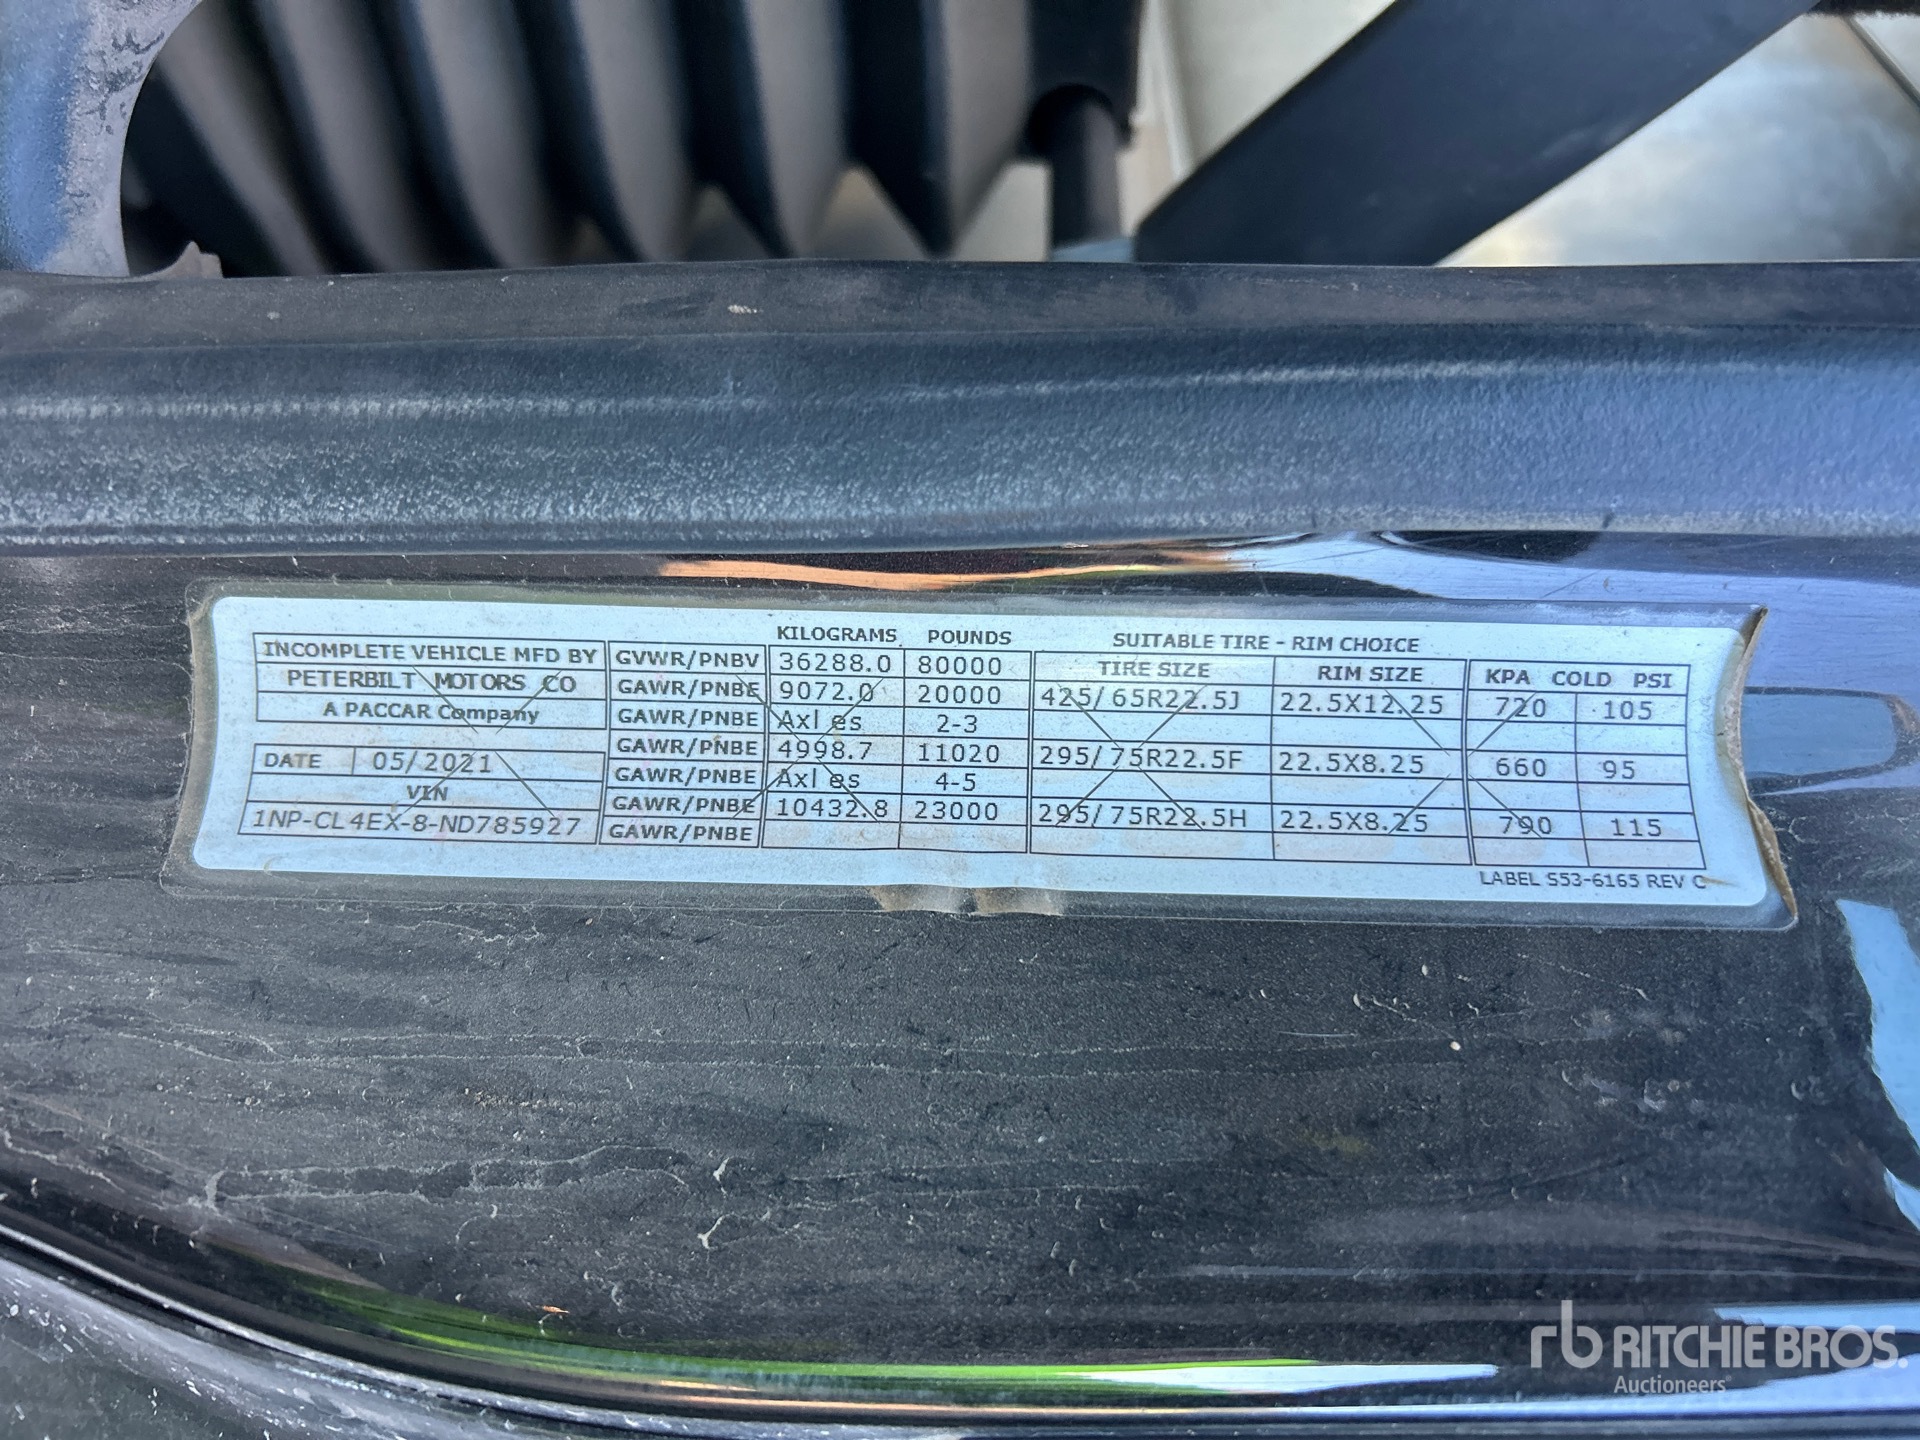 KILOGRAMS POUNDS SUITABLE TIRE - RIM CHOICE
INCOMPLETE VEHICLE MFD BY GVWR/PNBV 36288.0 80000 TIRE SIZE RIM SIZE KPA COLD PSI
PETERBILT MOTORS CO GAWR/PNBE 9072.0 20000 425/65R22.5J 22.5X12.25 720 105
A PACCAR Company GAWR/PNBE Axles 2-3
GAWR/PNBE 4998.7 11020 295/75R22.5F 22.5X8.25 660 95
DATE 05/2021 GAWR/PNBE Axles 4-5
VIN GAWR/PNBE 10432.8 23000 295/75R22.5H 22.5X8.25 790 115
1NP-CL4EX-8-ND785927 GAWR/PNBE
LABEL S53-6165 REV C
rb RITCHIE BROS.
Auctioneers